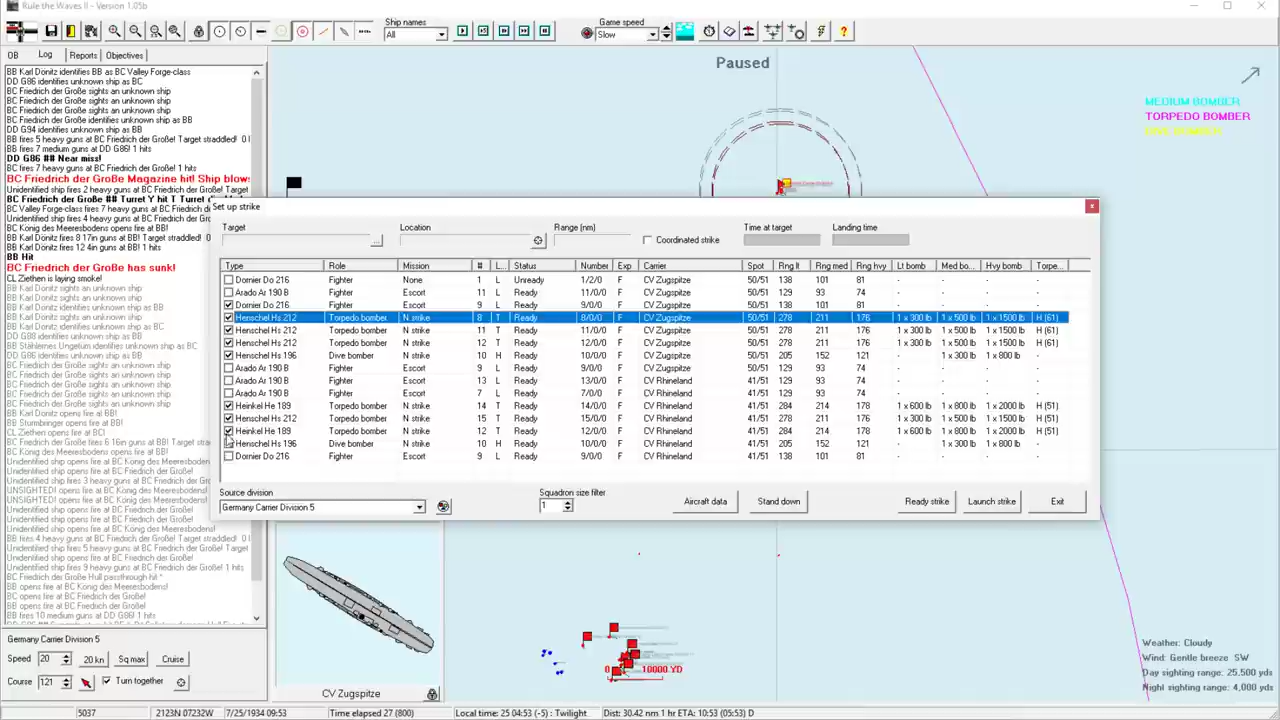 Rule the Waves II - Version 1.05b
Ship names
All
Game speed
Slow
OB Log Reports Objectives
BB Karl Dönitz identifies BB as BC Valley Forge-class
DD G86 identifies unknown ship as BC
BC Friedrich der Große sights an unknown ship
BC Friedrich der Große sights an unknown ship
BC Friedrich der Große sights an unknown ship
BC Friedrich der Große identifies unknown ship as BB
DD G94 identifies unknown ship as BB
BB fires 5 heavy guns at BC Friedrich der Große! Target straddled! 0 l
BB fires 7 medium guns at DD G86! 1 hits
DD G86 ## Near miss!
BC fires 7 heavy guns at BC Friedrich der Große! 1 hits
BC Friedrich der Große Magazine hit! Ship blows
Unidentified ship fires 2 heavy guns at BC Friedrich der Große! Target
BC Friedrich der Große ## Turret Y hit T Turret
BC Valley Forge-class fires 7 heavy guns at
Unidentified ship fires 4 heavy guns at BC
BC König des Meeresbodens opens fire at BB!
BB Karl Dönitz fires 8 17in guns at BB! Target straddled! 0
BB Karl Dönitz fires 12 4in guns at BB! 1 hits
BB Hit
BC Friedrich der Große has sunk!
CL Ziethen is laying smoke!
BB Karl Dönitz sights an unknown ship
BB Karl Dönitz sights an unknown ship
BB Karl Dönitz identifies unknown ship as BB
DD G86 sights an unknown ship
BB Stählernes Ungetüm identifies unknown ship as BB
DD G86 identifies unknown ship as BB
BC Friedrich der Große sights an unknown ship
BC Friedrich der Große sights an unknown ship
BC Friedrich der Große sights an unknown ship
BC Friedrich der Große sights an unknown ship
BB Karl Dönitz opens fire at BB!
BB Sturmbringer opens fire at BB!
CL Ziethen opens fire at BC!
BC Friedrich der Große fires 6 16in guns at BB! Target
BC König des Meeresbodens opens fire at BB!
Unidentified ship opens fire at BC König des Meeresbodens!
Unidentified ship opens fire at BC Friedrich der Große!
Unidentified ship fires 3 heavy guns at BC
UNSIGHTED! opens fire at BC König des Meeresbodens!
UNSIGHTED! opens fire at BC König des Meeresbodens!
Unidentified ship opens fire at BC Friedrich der Große!
BB fires 4 heavy guns at BC Friedrich der Große!
Unidentified ship fires 5 heavy guns at BC Friedrich der Große! Target
Unidentified ship opens fire at BC Friedrich der Große!
Unidentified ship fires 9 heavy guns at BC Friedrich der Große! 1 hits
BC Friedrich der Große Hull passthrough hit *
BB opens fire at BC König des Meeresbodens!
BB opens fire at BC Friedrich der Große!
BB fires 10 medium guns at DD G86! 1 hits
Paused
MEDIUM BOMBER
TORPEDO BOMBER
DIVE BOMBER
Set up strike
Target Location Range (nm) Coordinated strike Time at target Landing time
Type Role Mission # L... Status Number Exp Carrier Spot Rng lt Rng med Rng hvy Lt bomb Med bo... Hvy bomb Torpe...
Dornier Do 216 Fighter None 1 L Unready 1/2/0 F CV Zugspitze 50/51 138 101 81 - - - -
Arado Ar 190 B Fighter Escort 11 L Ready 11/0/0 F CV Zugspitze 50/51 129 93 74 - - - -
Dornier Do 216 Fighter Escort 9 L Ready 9/0/0 F CV Zugspitze 50/51 138 101 81 - - - -
Henschel Hs 212 Torpedo bomber N strike 8 T Ready 8/0/0 F CV Zugspitze 50/51 278 211 176 1 x 300 lb 1 x 500 lb 1 x 1500 lb H (61)
Henschel Hs 212 Torpedo bomber N strike 11 T Ready 11/0/0 F CV Zugspitze 50/51 278 211 176 1 x 300 lb 1 x 500 lb 1 x 1500 lb H (61)
Henschel Hs 212 Torpedo bomber N strike 12 T Ready 12/0/0 F CV Zugspitze 50/51 278 211 176 1 x 300 lb 1 x 500 lb 1 x 1500 lb H (61)
Henschel Hs 196 Dive bomber N strike 10 H Ready 10/0/0 F CV Zugspitze 50/51 205 152 121 - 1 x 300 lb 1 x 800 lb -
Arado Ar 190 B Fighter Escort 9 L Ready 9/0/0 F CV Zugspitze 50/51 129 93 74 - - - -
Arado Ar 190 B Fighter Escort 13 L Ready 13/0/0 F CV Rhineland 41/51 129 93 74 - - - -
Arado Ar 190 B Fighter Escort 7 L Ready 7/0/0 F CV Rhineland 41/51 129 93 74 - - - -
Heinkel He 189 Torpedo bomber N strike 14 T Ready 14/0/0 F CV Rhineland 41/51 284 214 178 1 x 600 lb 1 x 800 lb 1 x 2000 lb H (51)
Henschel Hs 212 Torpedo bomber N strike 15 T Ready 15/0/0 F CV Rhineland 41/51 278 211 176 1 x 300 lb 1 x 500 lb 1 x 1500 lb H (61)
Heinkel He 189 Torpedo bomber N strike 12 T Ready 12/0/0 F CV Rhineland 41/51 284 214 178 1 x 600 lb 1 x 800 lb 1 x 2000 lb H (51)
Henschel Hs 196 Dive bomber N strike 10 H Ready 10/0/0 F CV Rhineland 41/51 205 152 121 - 1 x 300 lb 1 x 800 lb -
Dornier Do 216 Fighter Escort 9 L Ready 9/0/0 F CV Rhineland 41/51 138 101 81 - - - -
Source division
Germany Carrier Division 5
Squadron size filter
1
Aircraft data Stand down Ready strike Launch strike Exit
Germany Carrier Division 5
Speed 20 20 kn Sq max Cruise
Course 121 Turn together
CV Zugspitze
10000 YD
Weather: Cloudy
Wind: Gentle breeze SW
Day sighting range: 25,500 yards
Night sighting range: 4,000 yards
5037 2123N 07232W 7/25/1934 09:53 Time elapsed 27 (800) Local time: 25 04:53 (-5) : Twilight Dist: 30.42 nm 1 hr ETA: 10:53 (05:53) D